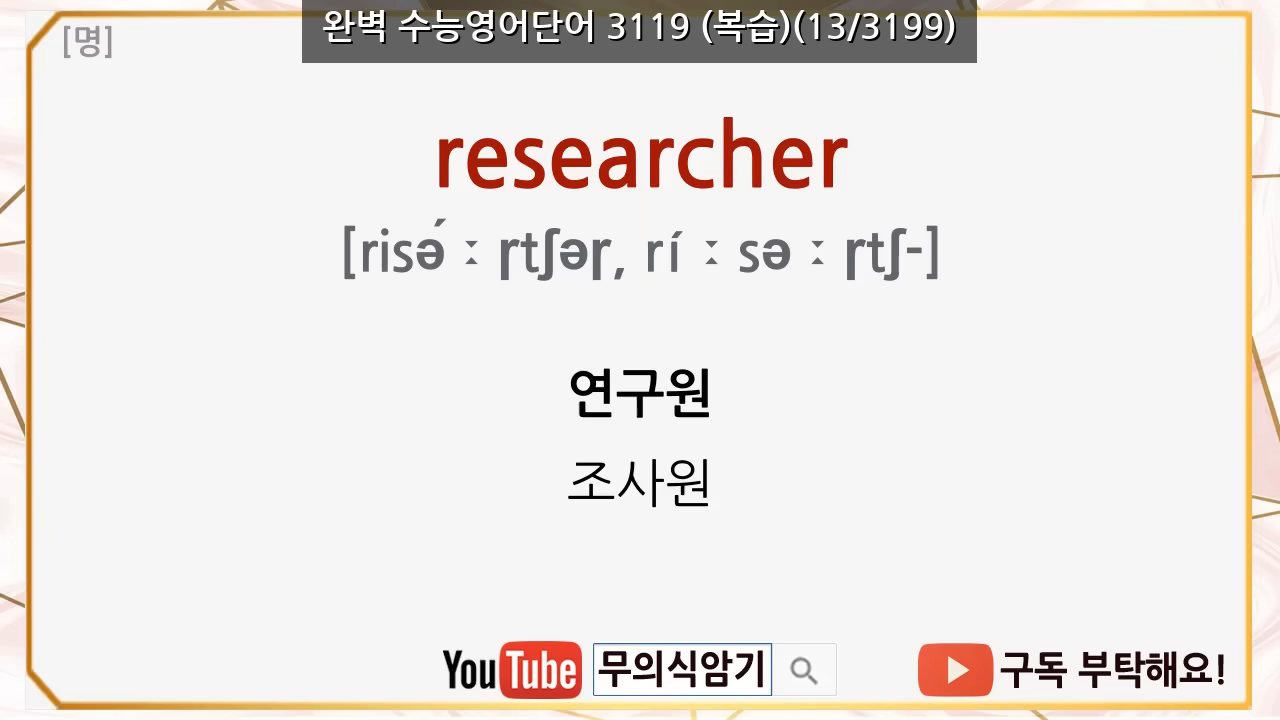 완벽 수능영어단어 3119 (복습)(13/3199)
[명]
researcher
[risə́ːrtʃər, ríːsəːrtʃ-]
연구원
조사원
YouTube 무의식암기 구독 부탁해요!